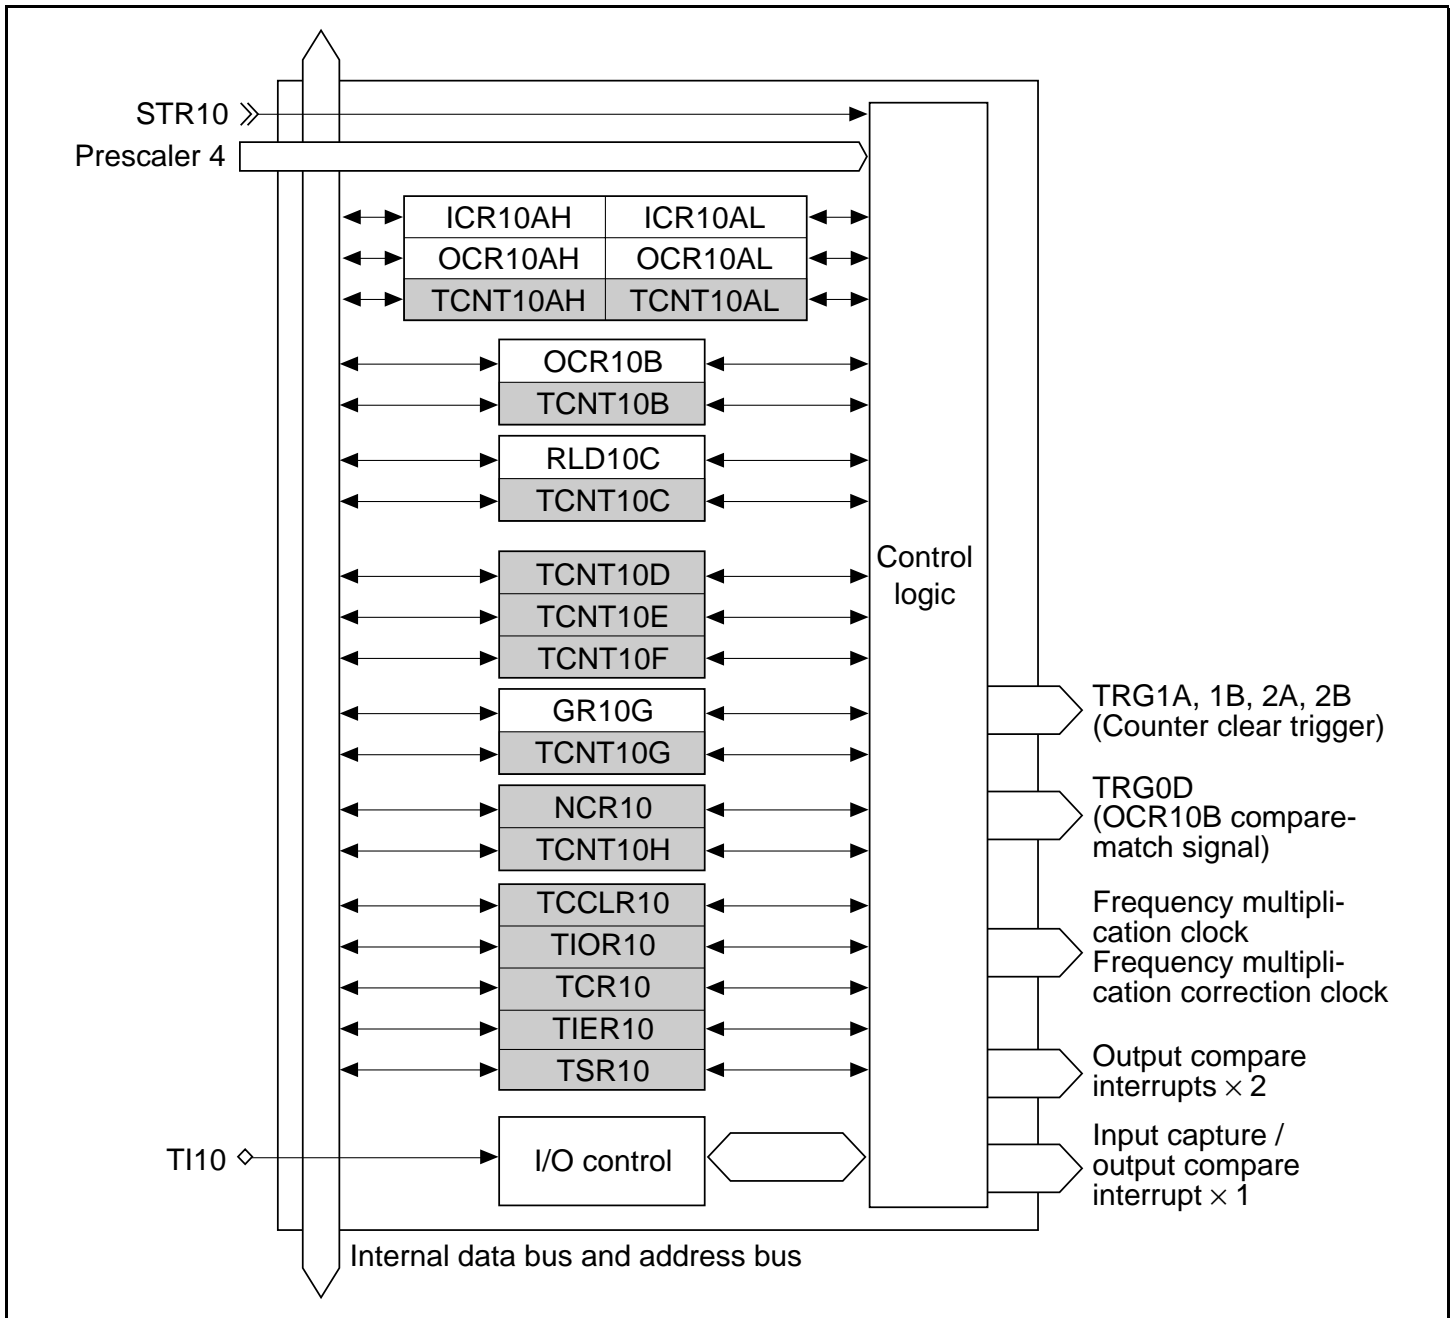 STR10
Prescaler 4
ICR10AH ICR10AL
OCR10AH OCR10AL
TCNT10AH TCNT10AL
OCR10B
TCNT10B
RLD10C
TCNT10C
TCNT10D
TCNT10E
TCNT10F
GR10G
TCNT10G
NCR10
TCNT10H
TCCLR10
TIOR10
TCR10
TIER10
TSR10
TI10
I/O control
Control
logic
TRG1A, 1B, 2A, 2B
(Counter clear trigger)
TRG0D
(OCR10B compare-
match signal)
Frequency multipli-
cation clock
Frequency multipli-
cation correction clock
Output compare
interrupts × 2
Input capture /
output compare
interrupt × 1
Internal data bus and address bus